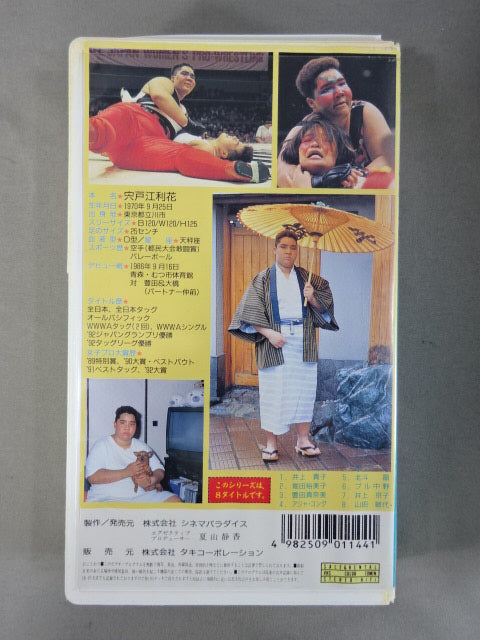 JAPAN WOMEN'S PRO-WRESTLING
本　名★宍戸江利花
生年月日★1970年9月25日
出身地★東京都立川市
スリーサイズ★B120/W120/H125
足のサイズ★25センチ
血液型★O型/星座★天秤座
スポーツ歴★空手(都民大会敢闘賞)
バレーボール
デビュー戦★1986年9月16日
青森・むつ市体育館
対 豊田&大橋
(パートナー仲前)
タイトル歴★
全日本、全日本タッグ
オールパシフィック
WWWAタッグ(2回)、WWWAシングル
'92ジャパングランプリ優勝
'92タッグリーグ優勝
女子プロ大賞歴★
'89特別賞、'90大賞・ベストバウト
'91ベストタッグ、'92大賞
このシリーズは、
8タイトルです。
1．井上貴子
2．堀田祐美子
3．豊田真奈美
4．アジャ・コング
5．北斗 晶
6．ブル中野
7．井上京子
8．山田敏代
製作/発売元　株式会社 シネマパラダイス
エグゼクティブ
プロデューサー　夏山静香
販　売　元　株式会社 タキコーポレーション
4 982509 011441